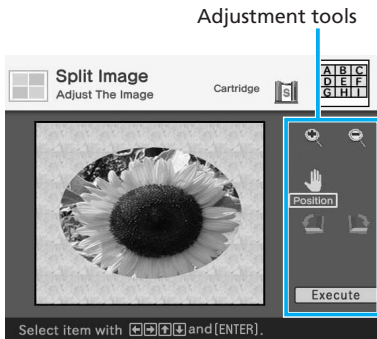 Adjustment tools
Split Image
Adjust The Image
Cartridge
S
A B C
D E F
G H I
Position
Execute
Select item with ←→↑↓ and [ENTER].